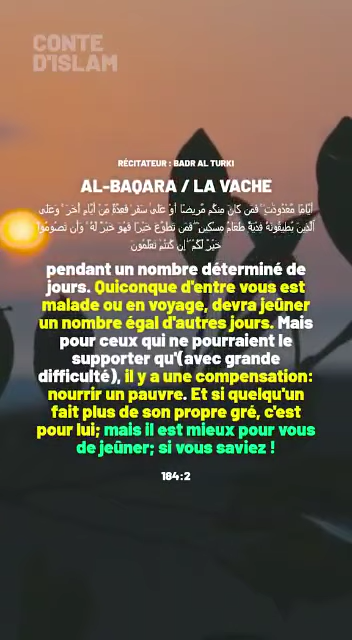 CONTE
D'ISLAM
RÉCITATEUR : BADR AL TURKI
AL-BAQARA / LA VACHE
أَيَّامًا مَّعْدُودَٰتٍ ۚ فَمَن كَانَ مِنكُم مَّرِيضًا أَوْ عَلَىٰ سَفَرٍ فَعِدَّةٌ مِّنْ أَيَّامٍ أُخَرَ ۚ وَعَلَى
ٱلَّذِينَ يُطِيقُونَهُۥ فِدْيَةٌ طَعَامُ مِسْكِينٍ ۖ فَمَن تَطَوَّعَ خَيْرًا فَهُوَ خَيْرٌ لَّهُۥ ۚ وَأَن تَصُومُوا۟
خَيْرٌ لَّكُمْ ۖ إِن كُنتُمْ تَعْلَمُونَ
pendant un nombre déterminé de
jours. Quiconque d'entre vous est
malade ou en voyage, devra jeûner
un nombre égal d'autres jours. Mais
pour ceux qui ne pourraient le
supporter qu'(avec grande
difficulté), il y a une compensation:
nourrir un pauvre. Et si quelqu'un
fait plus de son propre gré, c'est
pour lui; mais il est mieux pour vous
de jeûner; si vous saviez !
184:2